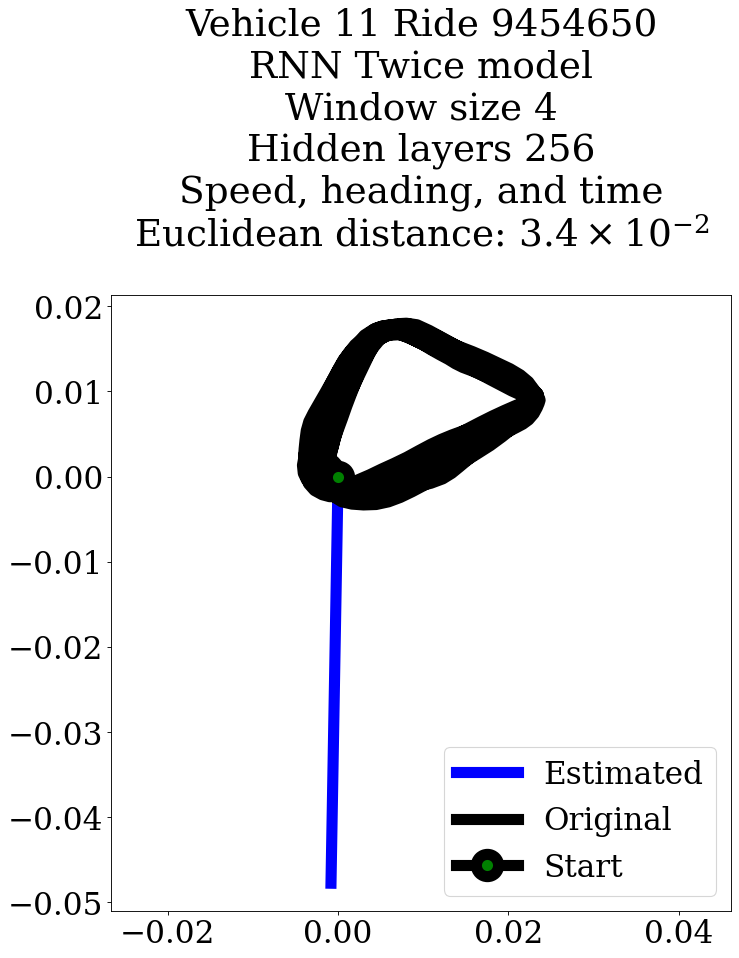 Vehicle 11 Ride 9454650
RNN Twice model
Window size 4
Hidden layers 256
Speed, heading, and time
Euclidean distance: 3.4 × 10⁻²
0.02
0.01
0.00
−0.01
−0.02
−0.03
−0.04
−0.05
−0.02
0.00
0.02
0.04
Estimated
Original
Start